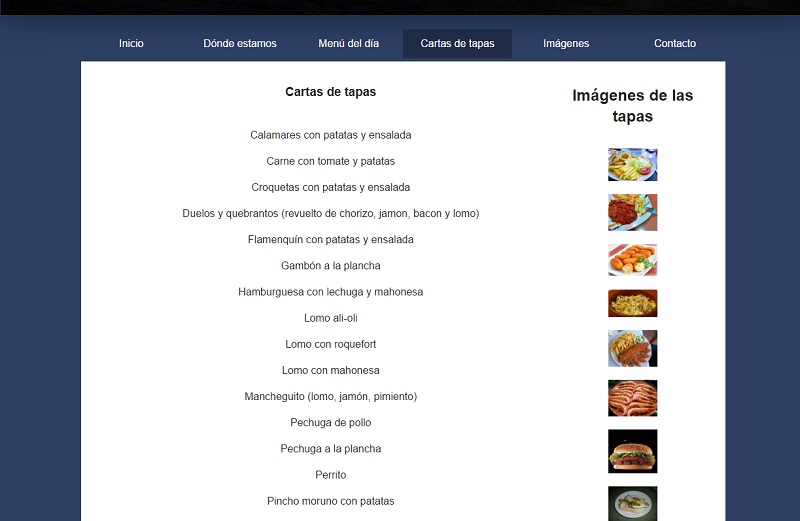 Inicio
Dónde estamos
Menú del día
Cartas de tapas
Imágenes
Contacto
Cartas de tapas
Calamares con patatas y ensalada
Carne con tomate y patatas
Croquetas con patatas y ensalada
Duelos y quebrantos (revuelto de chorizo, jamon, bacon y lomo)
Flamenquín con patatas y ensalada
Gambón a la plancha
Hamburguesa con lechuga y mahonesa
Lomo ali-oli
Lomo con roquefort
Lomo con mahonesa
Mancheguito (lomo, jamón, pimiento)
Pechuga de pollo
Pechuga a la plancha
Perrito
Pincho moruno con patatas
Imágenes de las
tapas